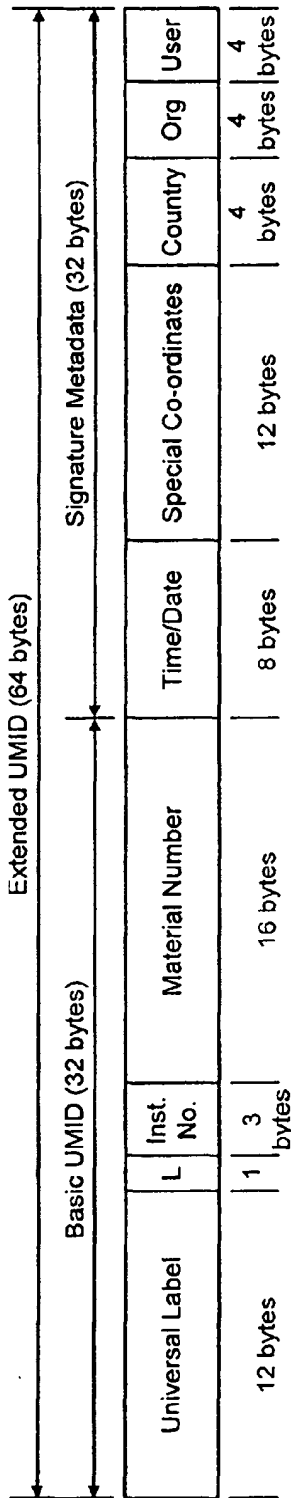 Extended UMID (64 bytes)
Basic UMID (32 bytes)
Signature Metadata (32 bytes)
Universal Label
L
Inst.
No.
Material Number
Time/Date
Special Co-ordinates
Country
Org
User
12 bytes
1
3
bytes
16 bytes
8 bytes
12 bytes
4
bytes
4
bytes
4
bytes